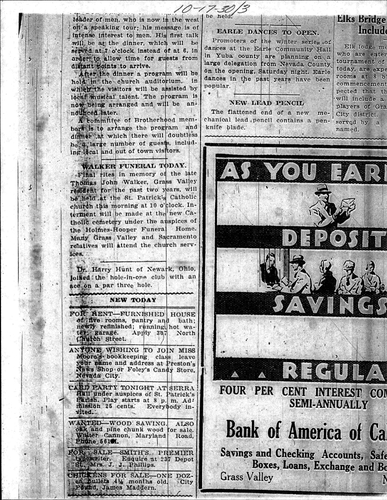 10-17-30/3
leader of men, who is now in the west
on a speaking tour; his message is of
intense interest to men. His first talk
will be at the dinner, which will be
served at 7 o'clock instead of at 6, in
order to allow time for guests from
distant points to arrive.
After the dinner a program will be
held in the church auditorium, in
which the visitors will be assisted by
local musical talent. The program is
now being arranged and will be an-
nounced later.
A committee of Brotherhood mem-
bers is to arrange the program and
dinner, at which there will doubtless
be a large number of guests, includ-
ing local and out of town visitors.
WALKER FUNERAL TODAY.
Final rites in memory of the late
Thomas John Walker, Grass Valley
resident for the past two years, will
be held at the St. Patrick's Catholic
church this morning at 10 o'clock. In-
terment will be made at the new Ca-
tholic cemetery under the auspices of
the Holmes-Hooper Funeral Home.
Many Grass Valley and Sacramento
relatives will attend the church serv-
ices.
Dr. Harry Hunt of Newark, Ohio,
joined the hole-in-one club with an
ace on a par three hole.
NEW TODAY
FOR RENT—FURNISHED HOUSE
of five rooms, pantry and bath;
newly refinished; running hot wa-
ter; garage. Apply 287 North
Church Street.
ANYONE WISHING TO JOIN MISS
Moore's bookkeeping class leave
your name and address at
News Shop or Foley's Candy Store,
Nevada City.
CARD PARTY TONIGHT AT SERRA
Hall under auspices of St. Patrick's
Parish. Play starts at 8 p. m. Ad-
mission 25 cents. Everybody in-
vited.
WANTED—WOOD SAWING. ALSO
oak and pine chunk wood for sale.
Walter Cannon, Maryland Road,
Phone
FOR SALE—SMITH PREMIER
typewriter. Enquire at 237 Depot
St., Mrs. J. J. Phillips.
CHICKENS FOR SALE—ONE DOZ-
en pullets 4½ months old. City
Pound, James Maddern.
be held.
EARLE DANCES TO OPEN.
Promoters of the winter series of
dances at the Earle Community Hall
in Yuba county are planning on a
large delegation from Nevada County
on the opening, Saturday night. Earle
dances in the past years have been
popular.
NEW LEAD PENCIL
The flattened end of a new me-
chanical lead pencil contains a pen-
knife blade.
Elks Bridge
Include
AS YOU EAR
DEPOSIT
SAVINGS
... REGULA
FOUR PER CENT INTEREST COM
SEMI-ANNUALLY
Bank of America of Ca
Savings and Checking Accounts, Safe
Boxes, Loans, Exchange and B
Grass Valley